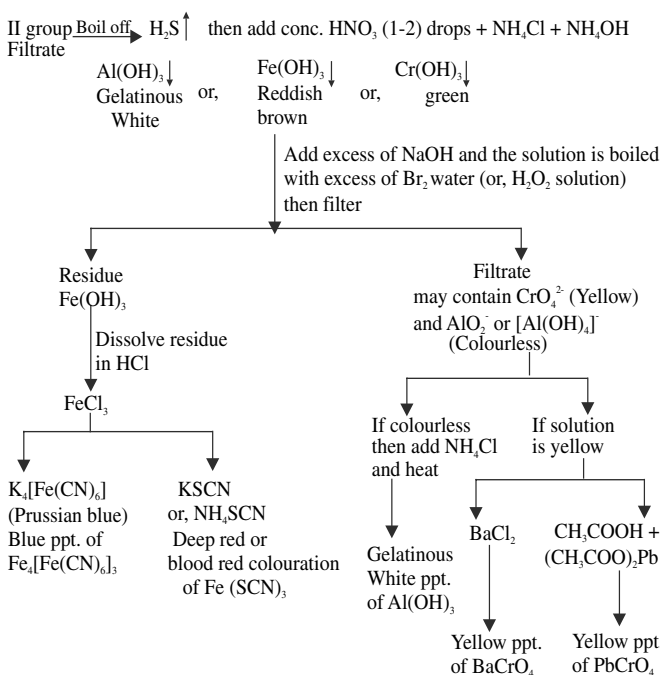 II group Boil off H₂S↑ then add conc. HNO₃ (1-2) drops + NH₄Cl + NH₄OH
Filtrate
Al(OH)₃↓ or, Fe(OH)₃↓ or, Cr(OH)₃↓
Gelatinous Reddish green
White brown
Add excess of NaOH and the solution is boiled
with excess of Br₂ water (or, H₂O₂ solution)
then filter
Residue
Fe(OH)₃
Filtrate
may contain CrO₄²⁻ (Yellow)
and AlO₂⁻ or [Al(OH)₄]⁻
(Colourless)
Dissolve residue
in HCl
FeCl₃
K₄[Fe(CN)₆]
(Prussian blue)
Blue ppt. of
Fe₄[Fe(CN)₆]₃
KSCN
or, NH₄SCN
Deep red or
blood red colouration
of Fe (SCN)₃
If colourless
then add NH₄Cl
and heat
Gelatinous
White ppt.
of Al(OH)₃
If solution
is yellow
BaCl₂
Yellow ppt.
of BaCrO₄
CH₃COOH +
(CH₃COO)₂Pb
Yellow ppt
of PbCrO₄